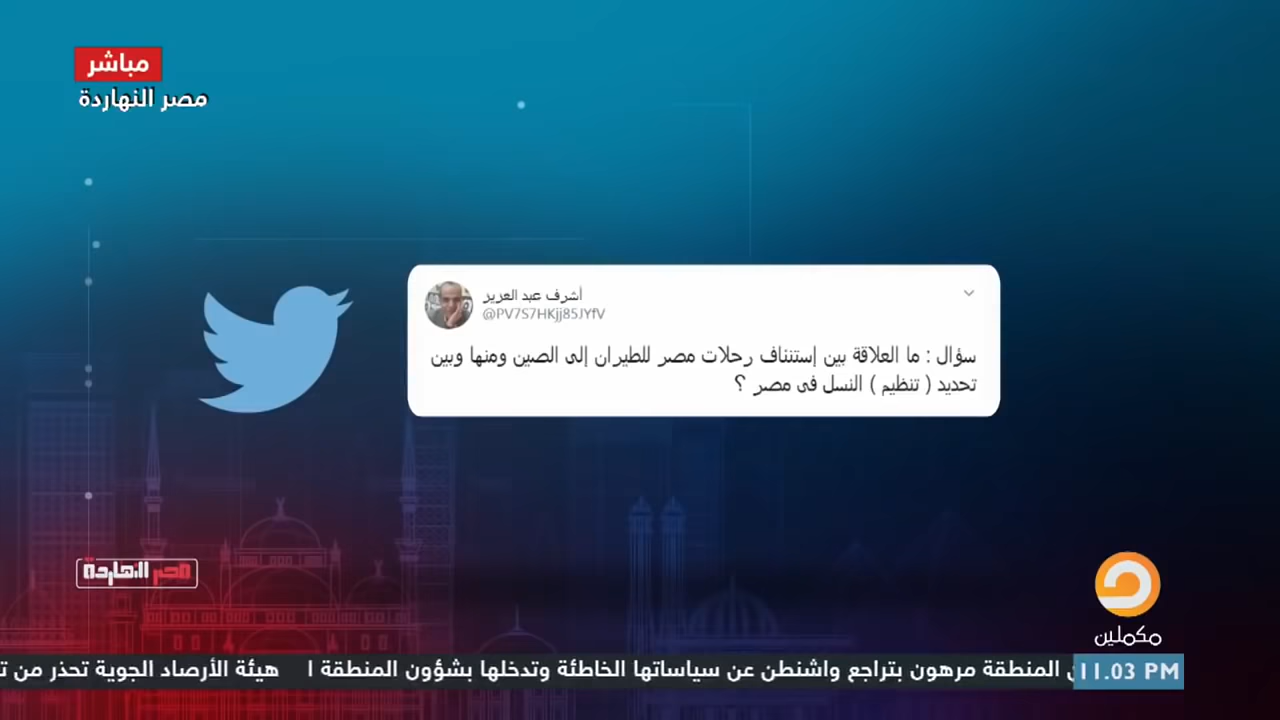 مباشر
مصر النهاردة
أشرف عبد العزيز
@PV7S7HKjj85JYfV
سؤال : ما العلاقة بين إستئناف رحلات مصر للطيران إلى الصين ومنها وبين
تحديد ( تنظيم ) النسل فى مصر ؟
مصر النهاردة
مكملين
المنطقة مرهون بتراجع واشنطن عن سياساتها الخاطئة وتدخلها بشؤون المنطقة ا هيئة الأرصاد الجوية تحذر من
11.03 PM